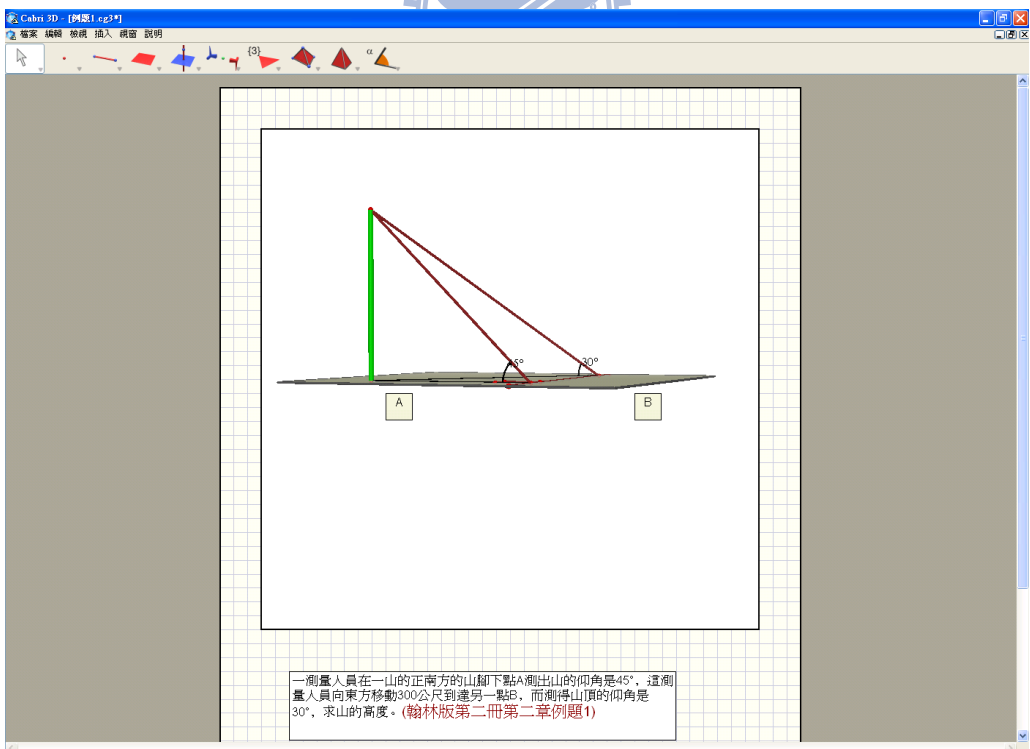 Cabri 3D - [例題1.cg3*]
檔案 編輯 檢視 插入 視窗 說明
{3}
α
45°
30°
A
B
一測量人員在一山的正南方的山腳下點A測出山的仰角是45°，這測
量人員向東方移動300公尺到達另一點B，而測得山頂的仰角是
30°，求山的高度。(翰林版第二冊第二章例題1)